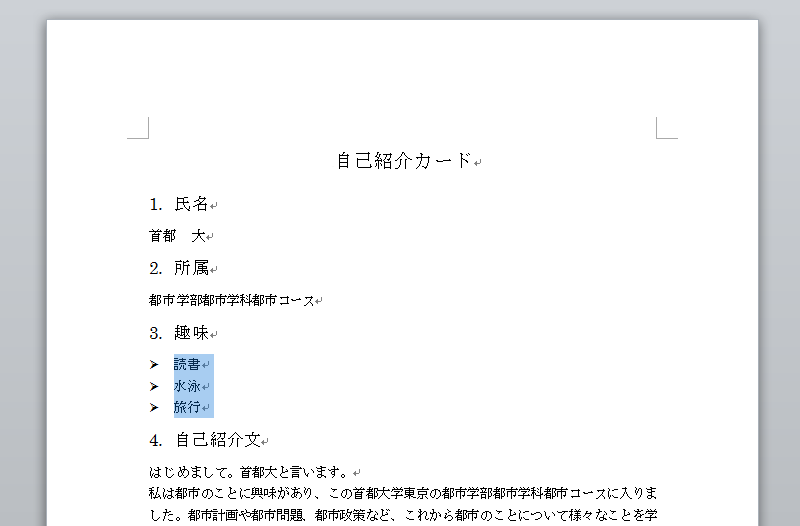 自己紹介カード
1. 氏名
首都　大
2. 所属
都市学部都市学科都市コース
3. 趣味
➢ 読書
➢ 水泳
➢ 旅行
4. 自己紹介文
はじめまして。首都大と言います。
私は都市のことに興味があり、この首都大学東京の都市学部都市学科都市コースに入りま
した。都市計画や都市問題、都市政策など、これから都市のことについて様々なことを学